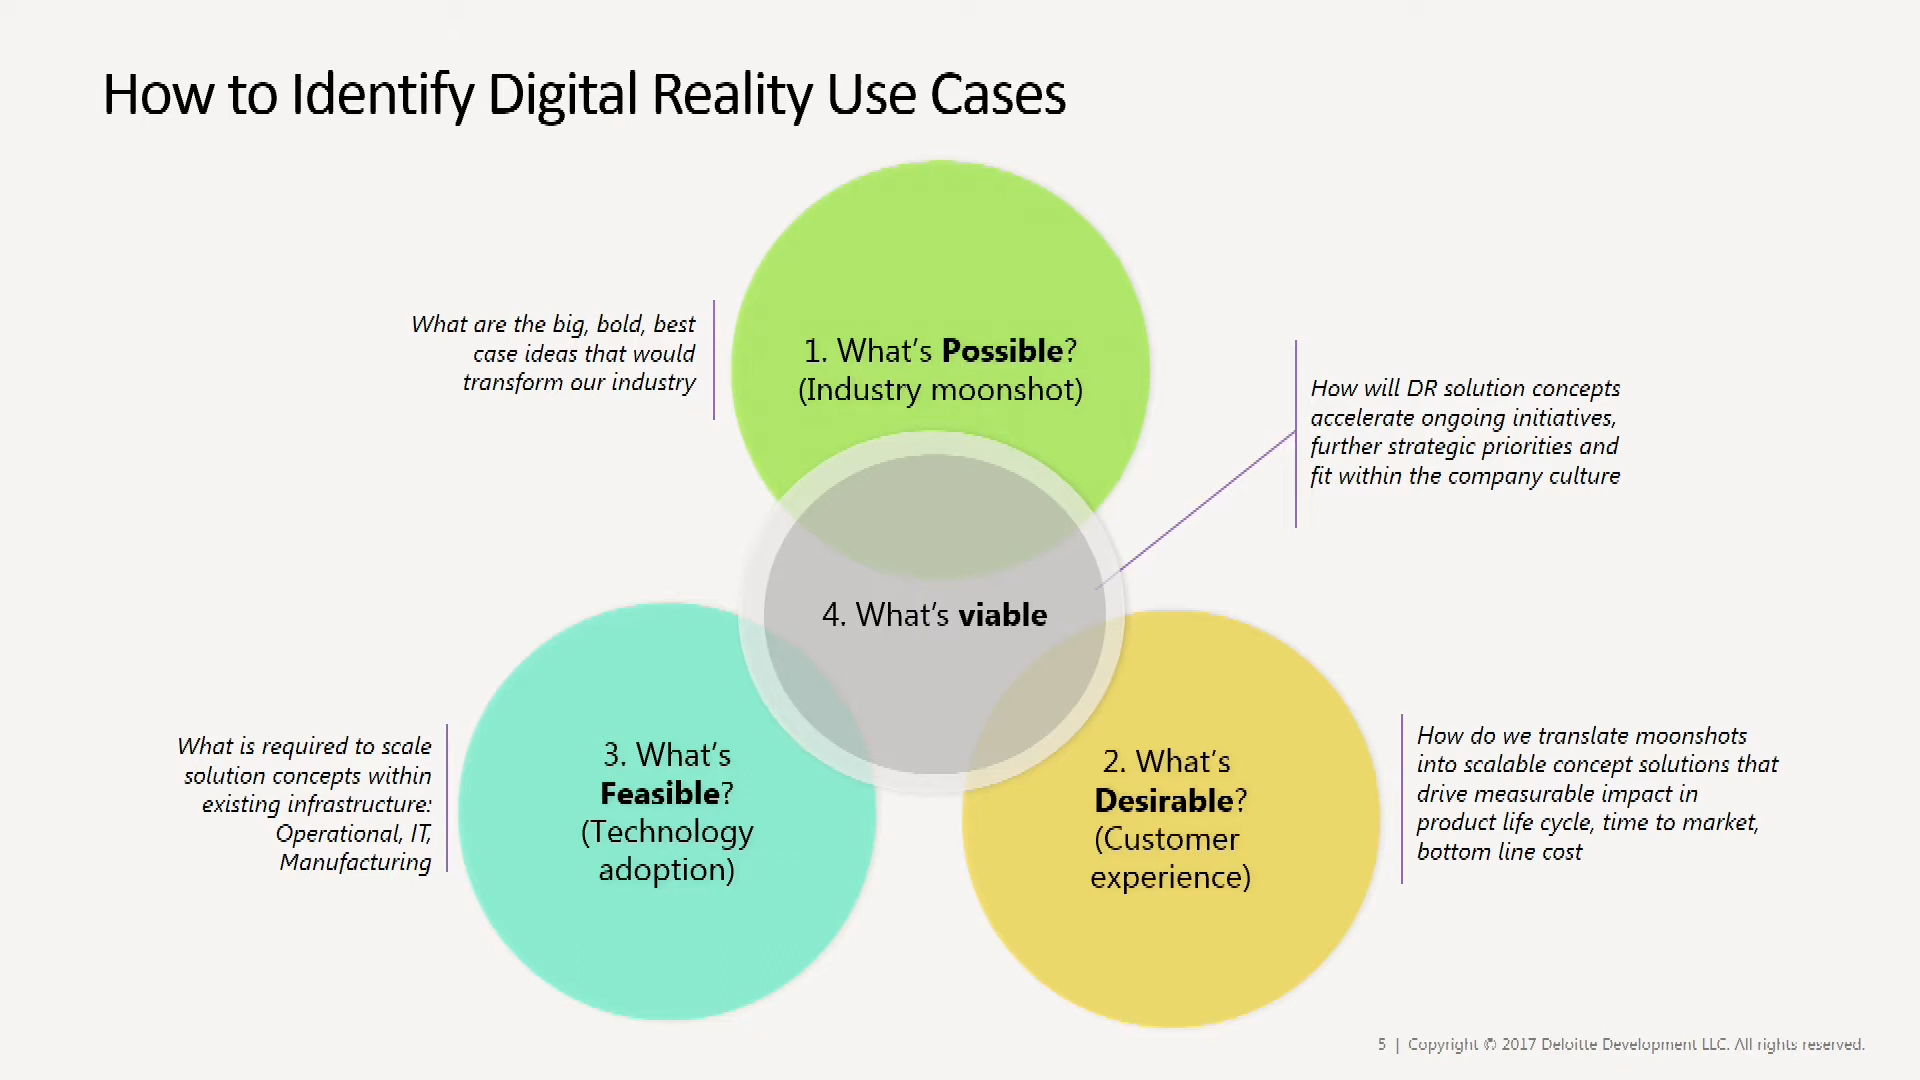 How to Identify Digital Reality Use Cases
What are the big, bold, best
case ideas that would
transform our industry
1. What's Possible?
(Industry moonshot)
How will DR solution concepts
accelerate ongoing initiatives,
further strategic priorities and
fit within the company culture
4. What's viable
What is required to scale
solution concepts within
existing infrastructure:
Operational, IT,
Manufacturing
3. What's
Feasible?
(Technology
adoption)
2. What's
Desirable?
(Customer
experience)
How do we translate moonshots
into scalable concept solutions that
drive measurable impact in
product life cycle, time to market,
bottom line cost
5 | Copyright © 2017 Deloitte Development LLC. All rights reserved.